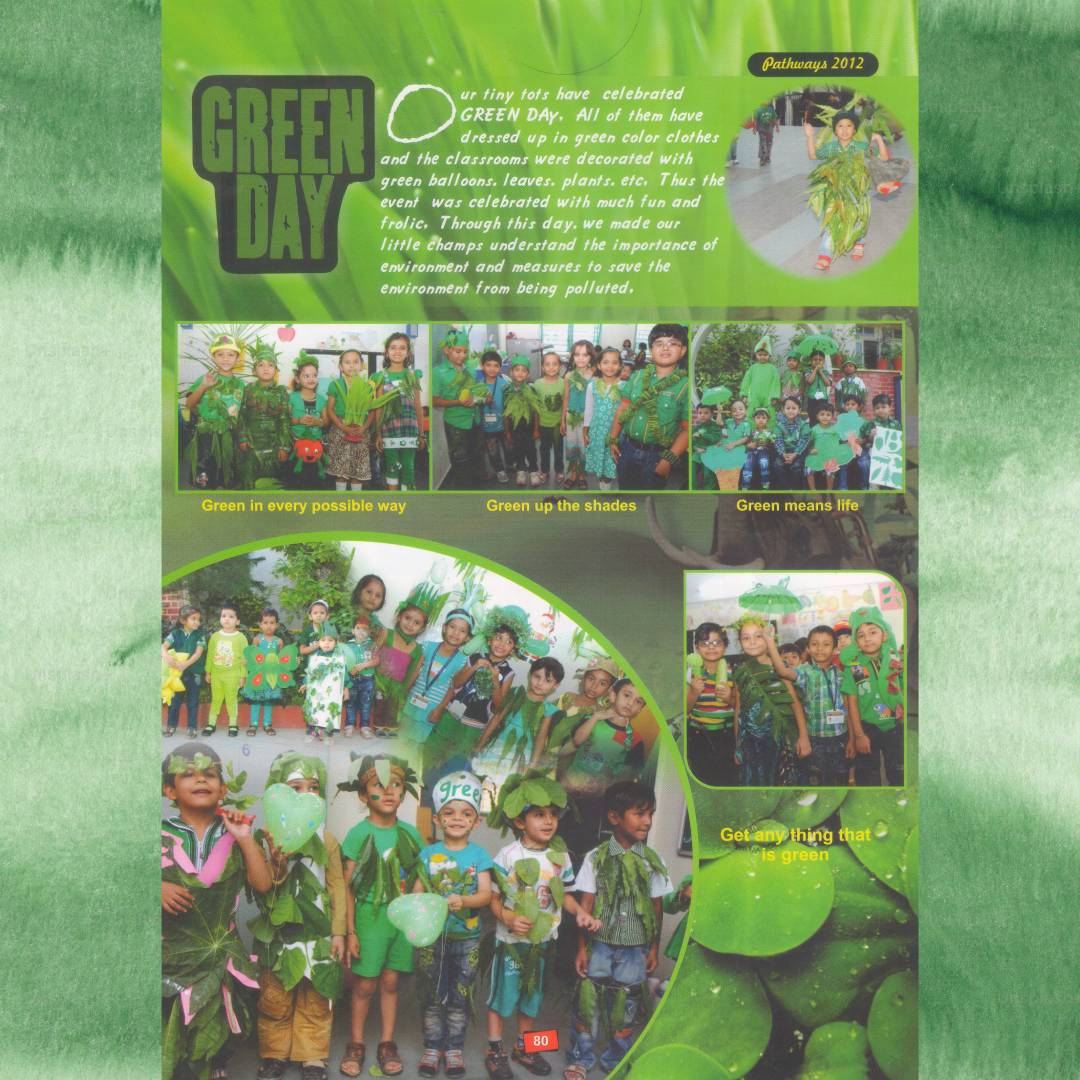 Pathways 2012
GREEN
DAY
Our tiny tots have celebrated
GREEN DAY. All of them have
dressed up in green color clothes
and the classrooms were decorated with
green balloons. leaves. plants. etc. Thus the
event was celebrated with much fun and
frolic. Through this day. we made our
little champs understand the importance of
environment and measures to save the
environment from being polluted.
Green in every possible way
Green up the shades
Green means life
6
gree
Get any thing that
is green
80